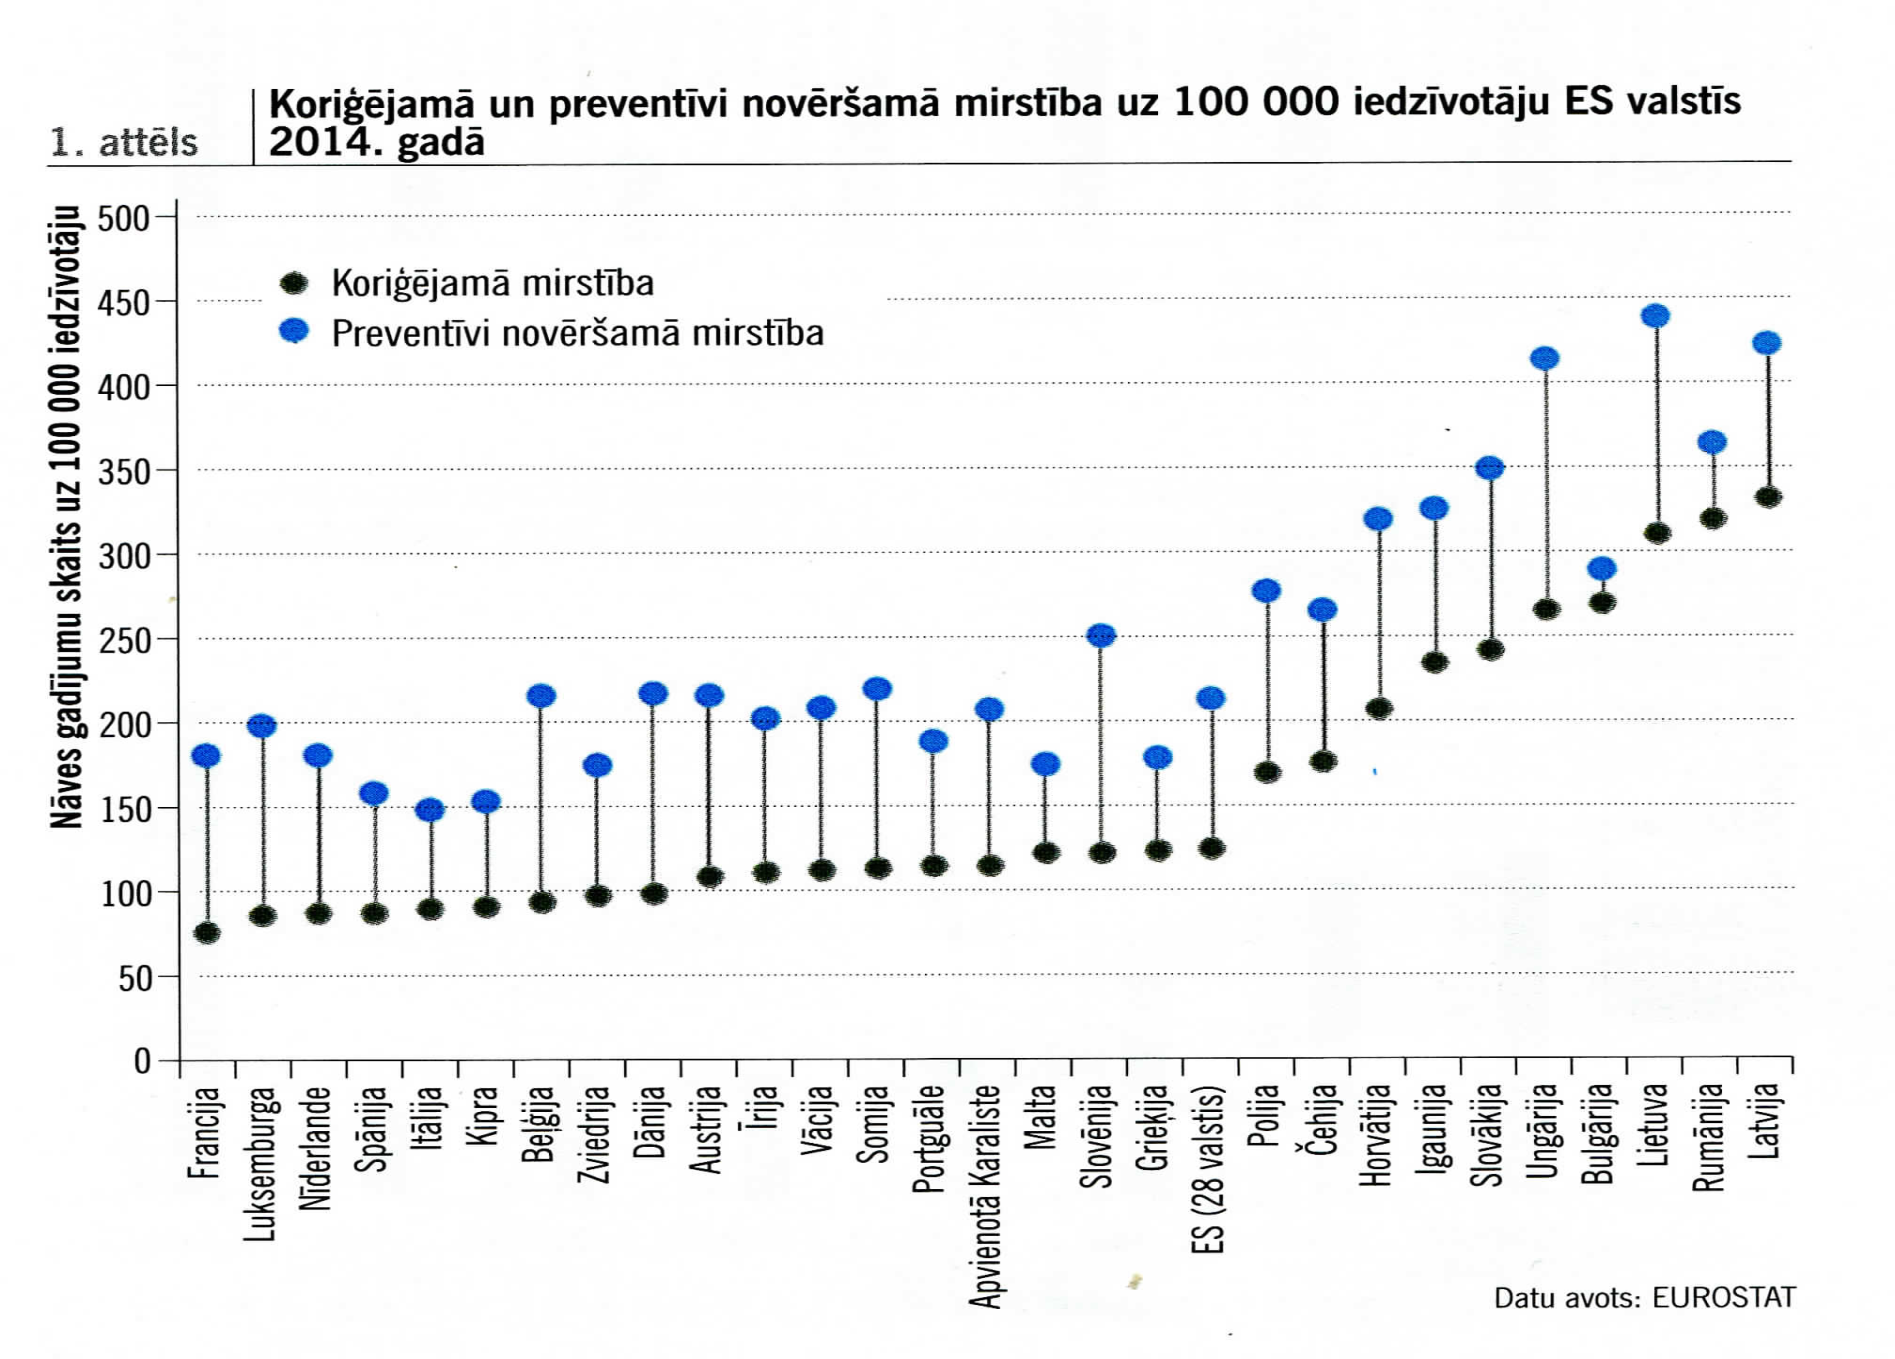 1. attēls
Koriģējamā un preventīvi novēršamā mirstība uz 100 000 iedzīvotāju ES valstīs
2014. gadā
Nāves gadījumu skaits uz 100 000 iedzīvotāju
500
450
400
350
300
250
200
150
100
50
0
Koriģējamā mirstība
Preventīvi novēršamā mirstība
Francija
Luksemburga
Nīderlande
Spānija
Itālija
Kipra
Beļģija
Zviedrija
Dānija
Austrija
Īrija
Vācija
Somija
Portguāle
Apvienotā Karaliste
Malta
Slovēnija
Grieķija
ES (28 valstis)
Polija
Čehija
Horvātija
Igaunija
Slovākija
Ungārija
Bulgārija
Lietuva
Rumānija
Latvija
Datu avots: EUROSTAT